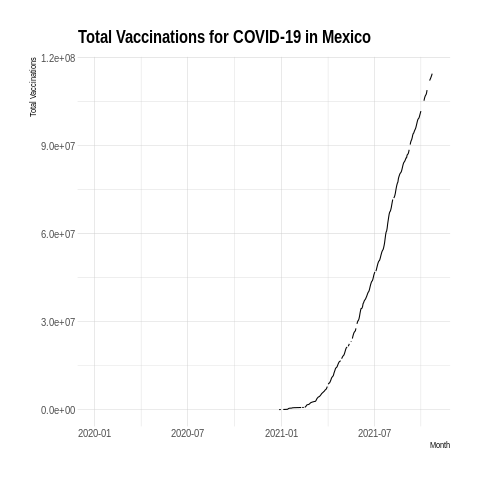 Total Vaccinations for COVID-19 in Mexico
Total Vaccinations
1.2e+08
9.0e+07
6.0e+07
3.0e+07
0.0e+00
2020-01 2020-07 2021-01 2021-07
Month